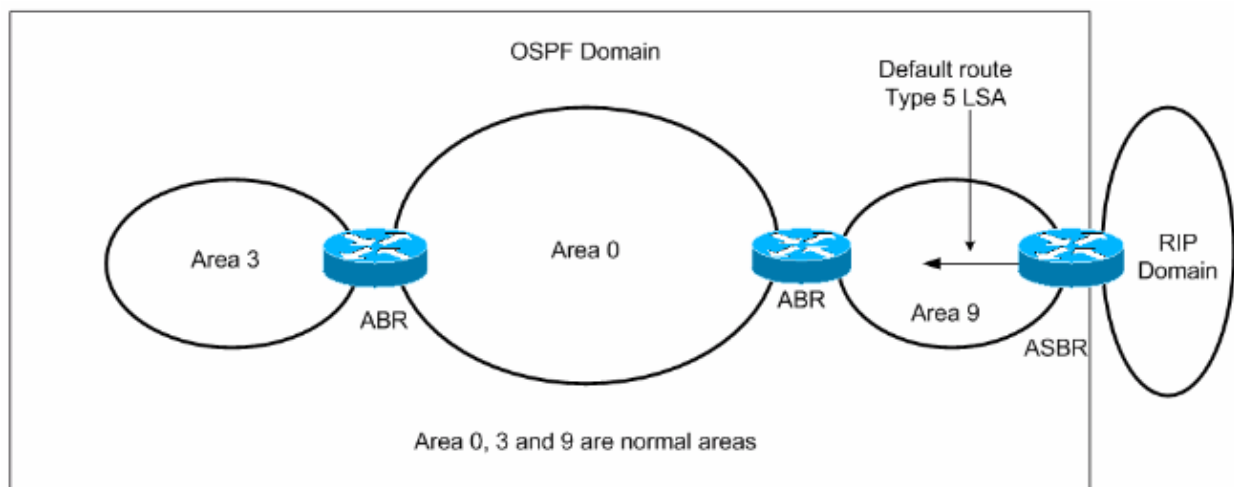 OSPF Domain
Default route
Type 5 LSA
Area 3
Area 0
RIP
Domain
ABR
ABR
Area 9
ASBR
Area 0, 3 and 9 are normal areas